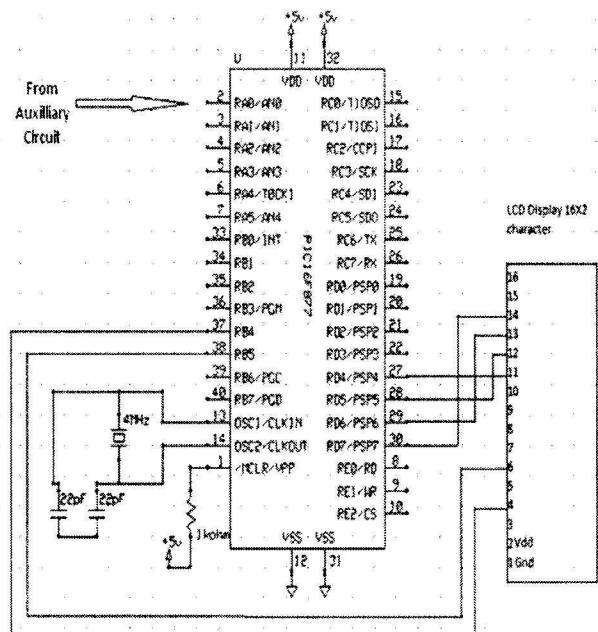 +5v +5v
U 11 32
VDD VDD
From
Auxilliary
Circuit
2 RA0/AN0 RC0/T1OSO 15
3 RA1/AN1 RC1/T1OSI 16
4 RA2/AN2 RC2/CCP1 17
5 RA3/AN3 RC3/SCK 18
6 RA4/T0CKI RC4/SDI 23
7 RA5/AN4 RC5/SDO 24
33 RB0/INT RC6/TX 25
34 RB1 RC7/RX 26
35 RB2 RD0/PSP0 19
36 RB3/PGM RD1/PSP1 20
37 RB4 RD2/PSP2 21
38 RB5 RD3/PSP3 22
39 RB6/PGC RD4/PSP4 27
40 RB7/PGD RD5/PSP5 28
13 OSC1/CLKIN RD6/PSP6 29
14 OSC2/CLKOUT RD7/PSP7 30
1 /MCLR/VPP RE0/RD 8
RE1/WR 9
RE2/CS 10
PIC16F877
VSS VSS
12 31
4MHz
22pF 22pF
+5v
1kohm
LCD Display 16X2
character
16
15
14
13
12
11
10
9
8
7
6
5
4
3
2 Vdd
1 Gnd